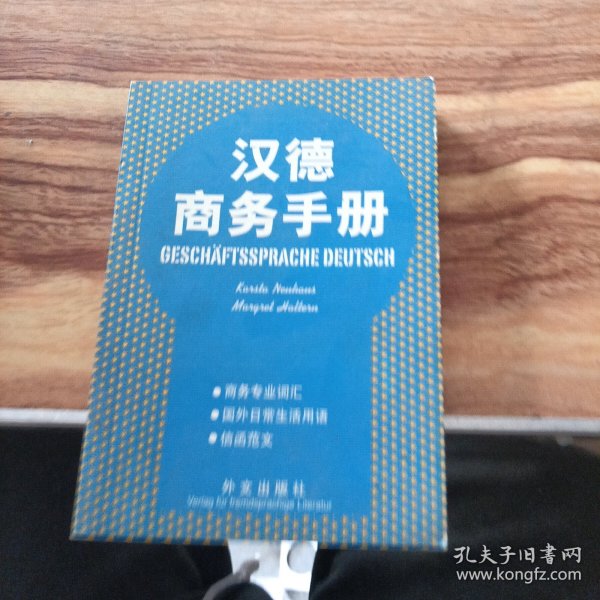 汉德
商务手册
GESCHÄFTSSPRACHE DEUTSCH
Karsta Neuhaus
Margret Haltern
● 商务专业词汇
● 国外日常生活用语
● 信函范文
外文出版社
Verlag für fremdsprachige Literatur
孔夫子旧书网
www.kongfz.com